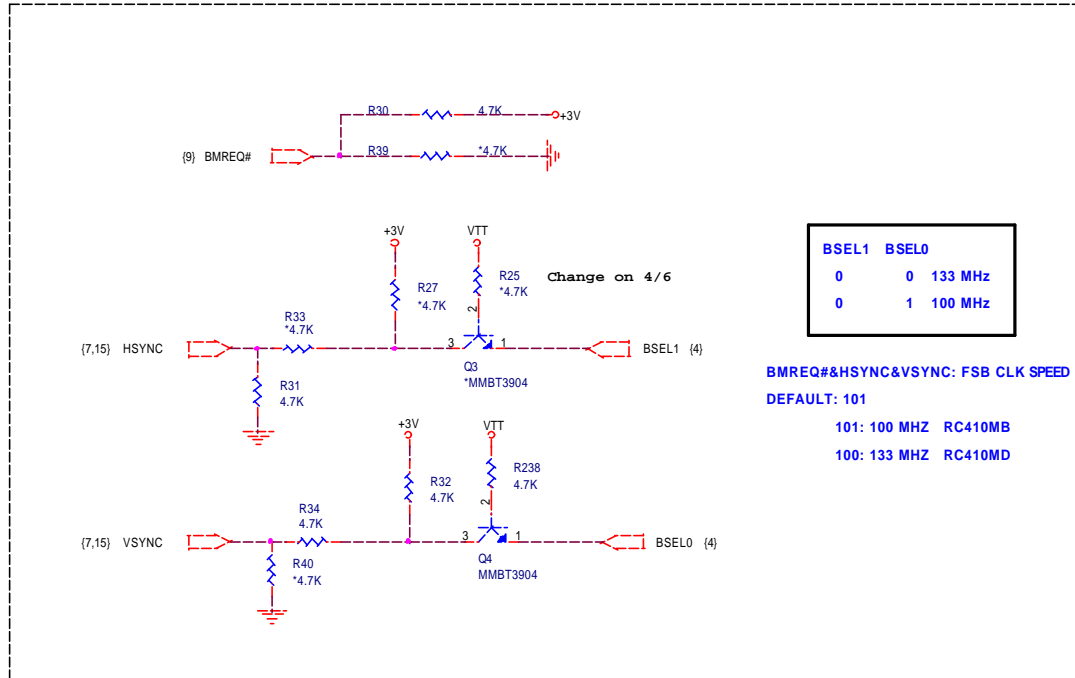 R30 4.7K
+3V
{9} BMREQ#
R39 *4.7K
+3V VTT
R25 Change on 4/6
*4.7K
R27
*4.7K
2
R33
*4.7K
{7,15} HSYNC
3 1
BSEL1 {4}
Q3
*MMBT3904
R31
4.7K
+3V VTT
R238
4.7K
R32
4.7K
2
R34
4.7K
{7,15} VSYNC
3 1
BSEL0 {4}
Q4
MMBT3904
R40
*4.7K
BSEL1 BSEL0
0 0 133 MHz
0 1 100 MHz
BMREQ#&HSYNC&VSYNC: FSB CLK SPEED
DEFAULT: 101
101: 100 MHZ RC410MB
100: 133 MHZ RC410MD